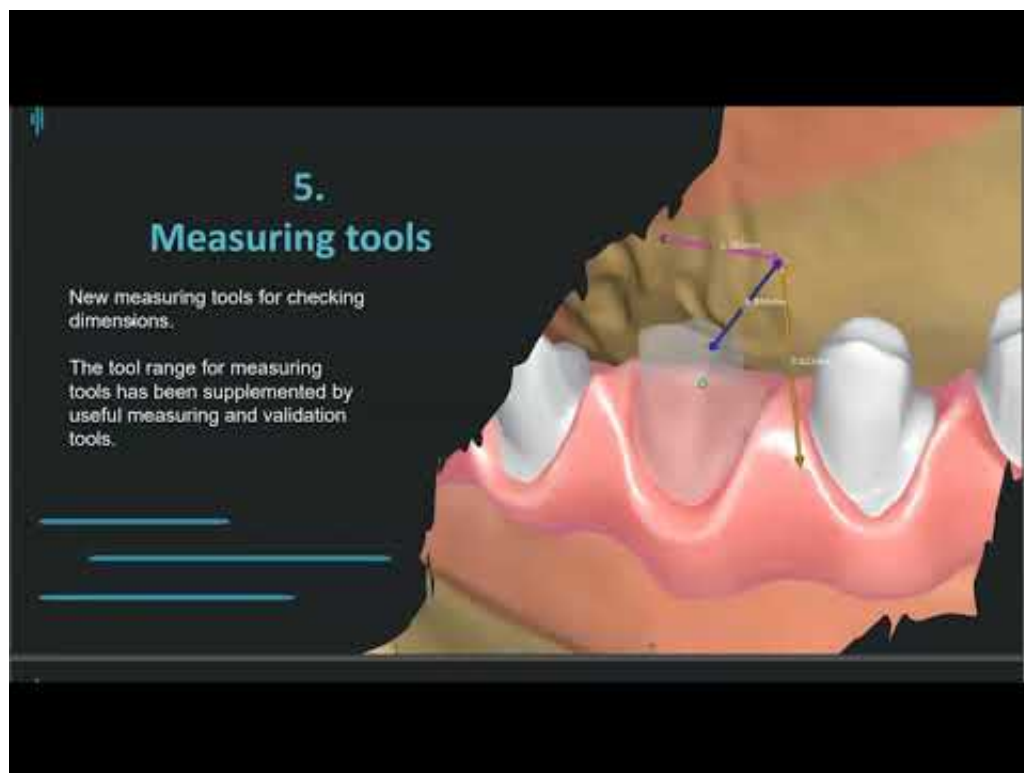 5.
Measuring tools
New measuring tools for checking
dimensions.
The tool range for measuring
tools has been supplemented by
useful measuring and validation
tools.